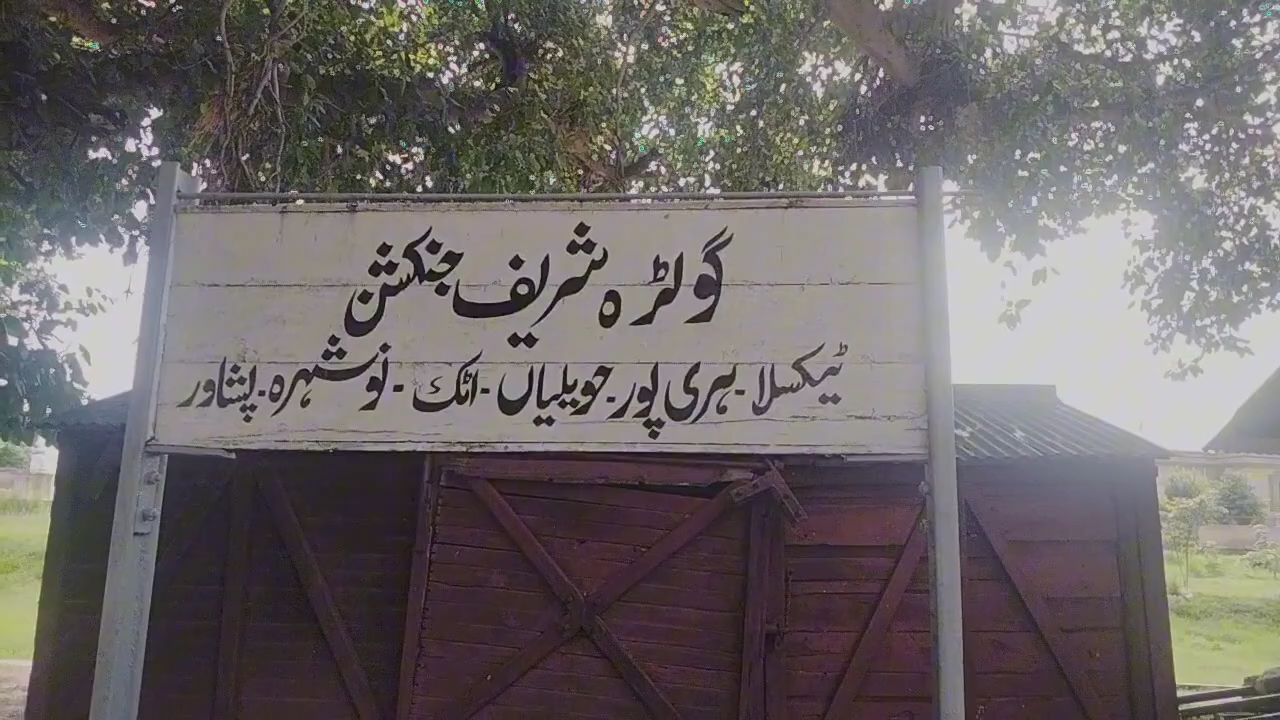 گولڑہ شریف جنکشن
ٹیکسلا - ہری پور - حویلیاں - اٹک - نوشہرہ - پشاور